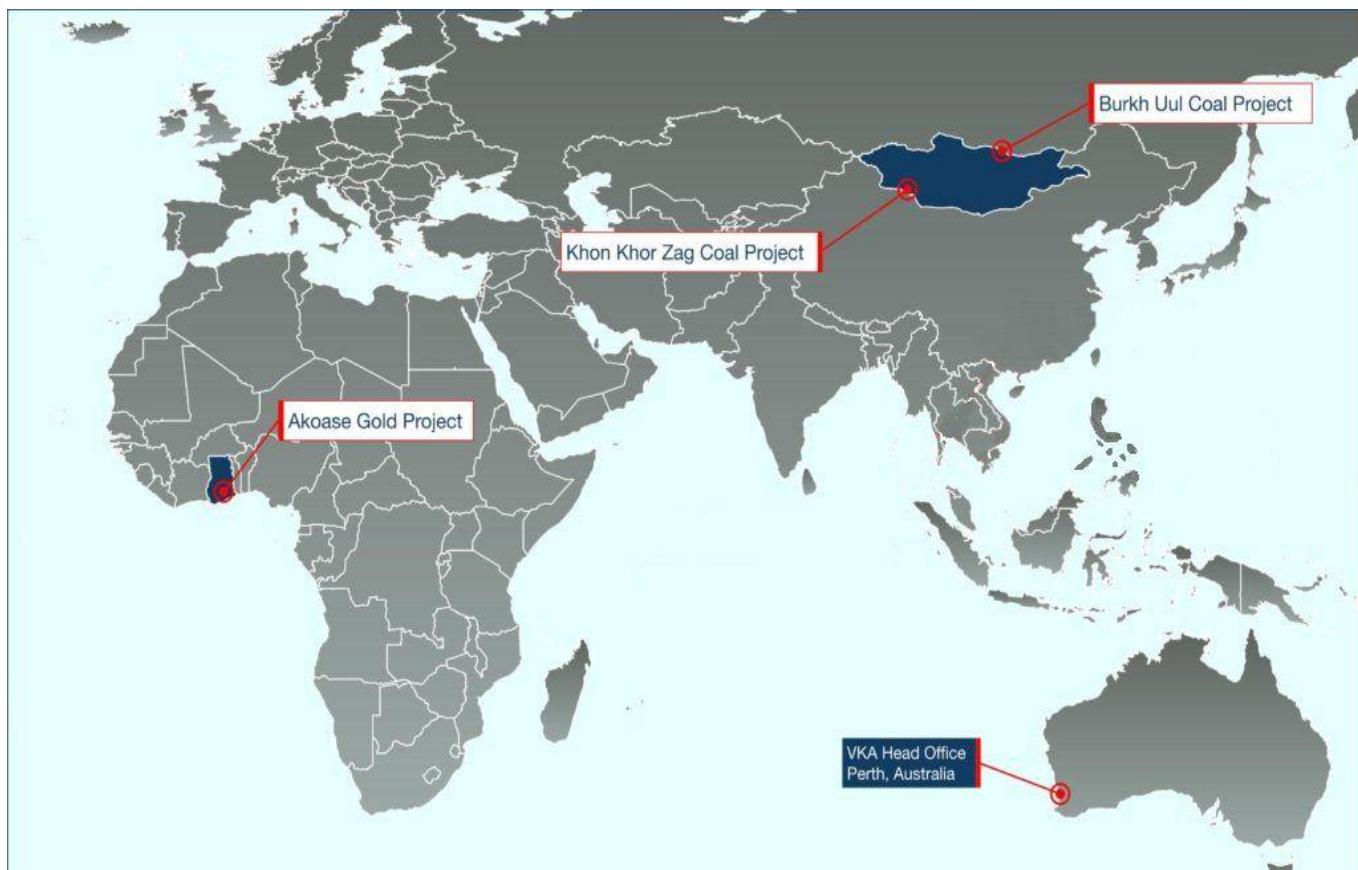 Burkh Uul Coal Project
Khon Khor Zag Coal Project
Akoase Gold Project
VKA Head Office
Perth, Australia